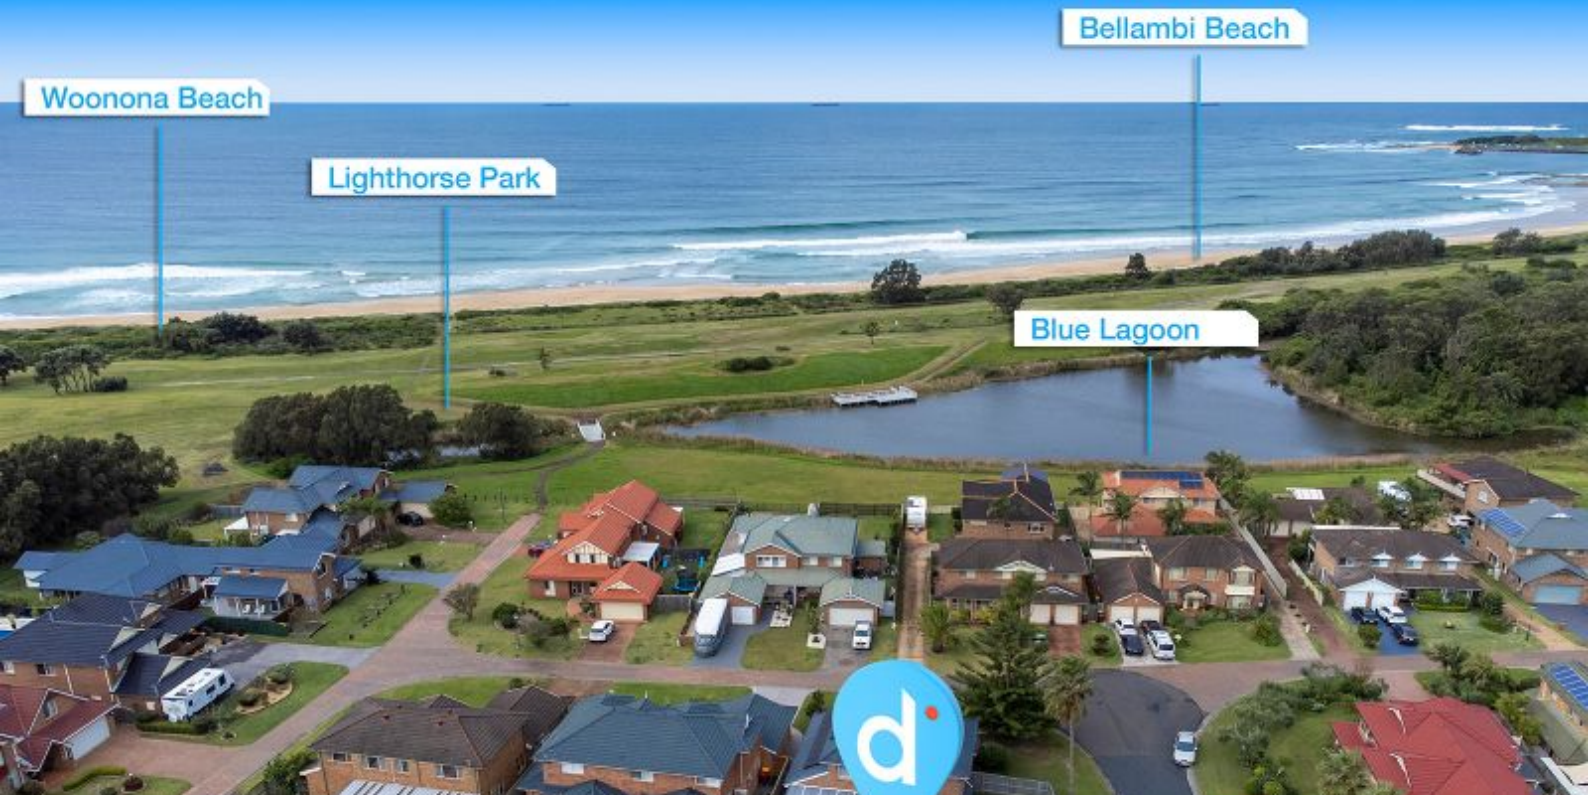 Bellambi Beach
Woonona Beach
Lighthorse Park
Blue Lagoon
d